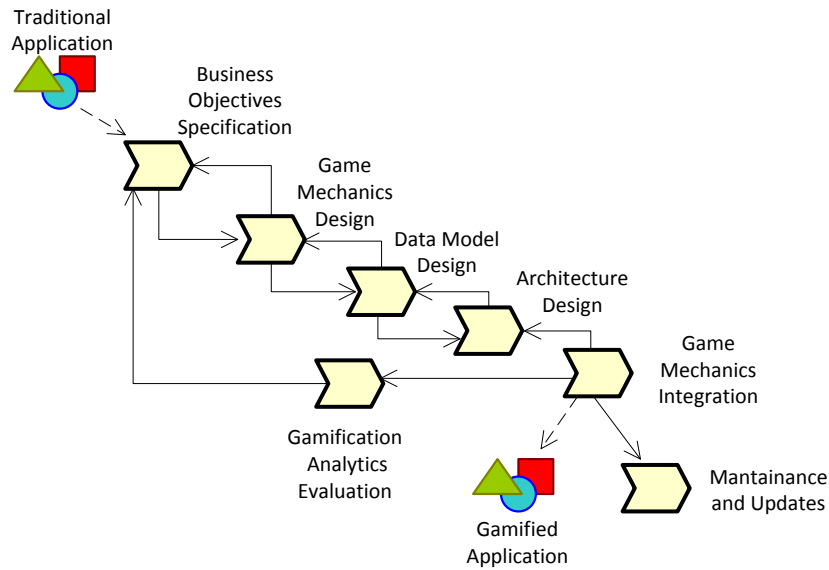 Traditional
Application
Business
Objectives
Specification
Game
Mechanics
Design
Data Model
Design
Architecture
Design
Game
Mechanics
Integration
Gamification
Analytics
Evaluation
Mantainance
and Updates
Gamified
Application